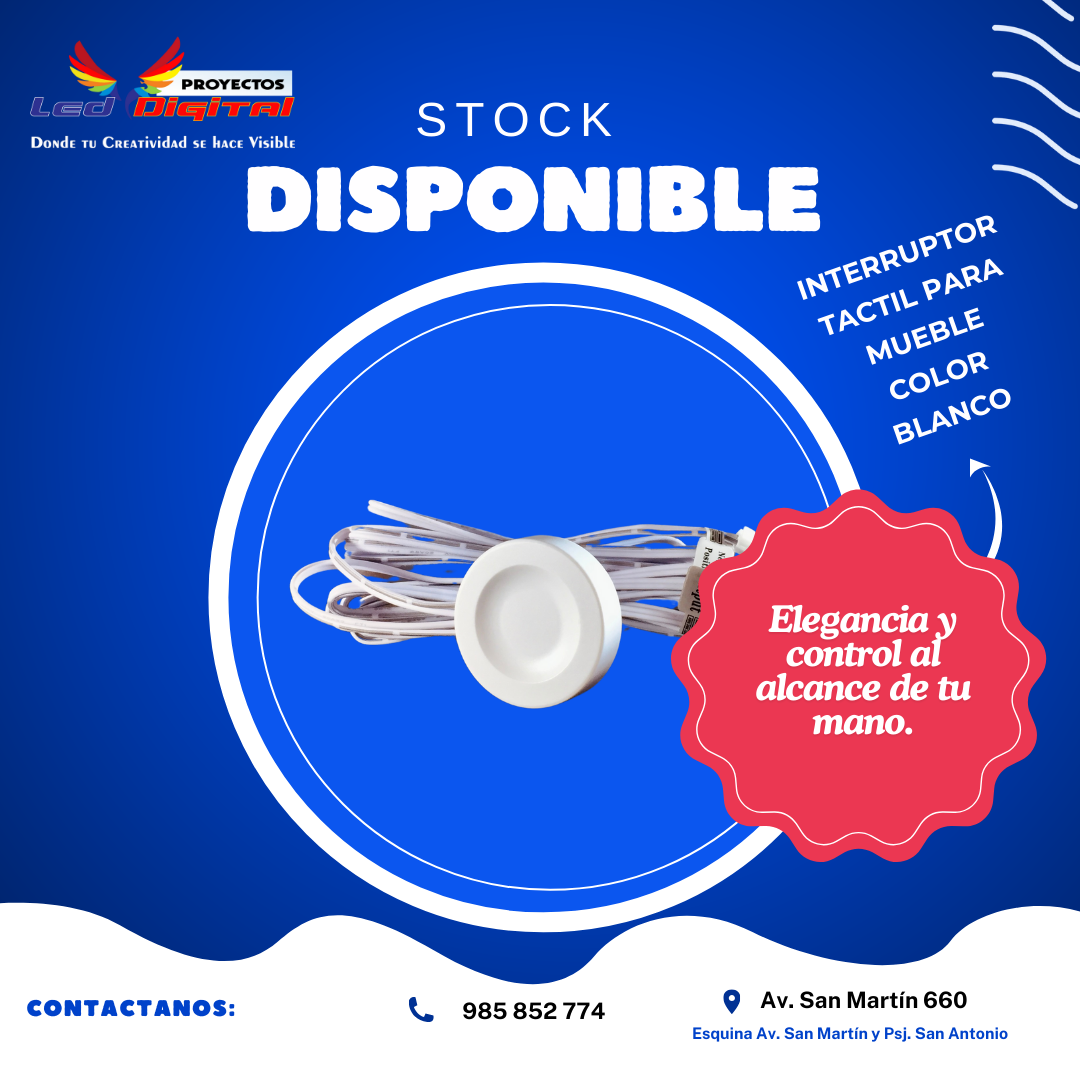 PROYECTOS
Led Digital
Donde tu Creatividad se hace Visible
STOCK
DISPONIBLE
INTERRUPTOR
TACTIL PARA
MUEBLE
COLOR
BLANCO
Elegancia y
control al
alcance de tu
mano.
CONTACTANOS:
985 852 774
Av. San Martín 660
Esquina Av. San Martín y Psj. San Antonio